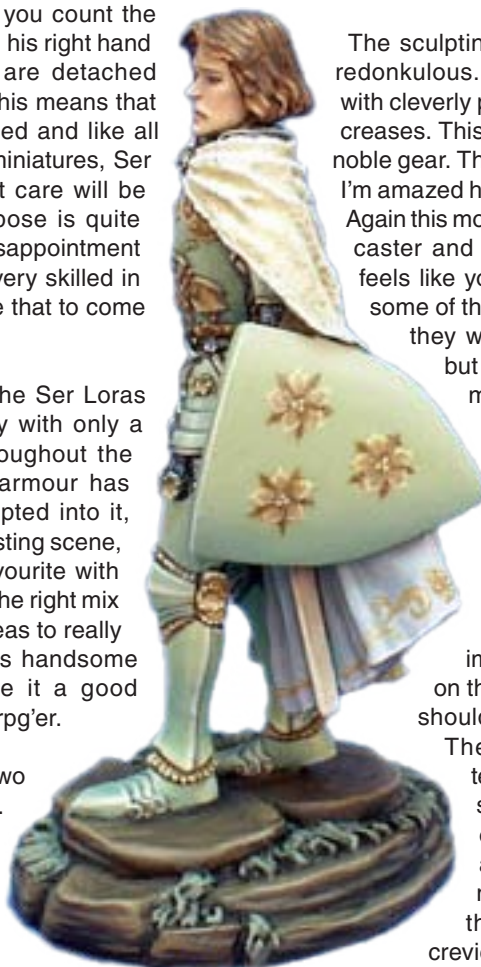 you count the
his right hand
are detached
his means that
ed and like all
miniatures, Ser
t care will be
pose is quite
sappointment
very skilled in
e that to come
he Ser Loras
y with only a
oughout the
armour has
pted into it,
sting scene,
vourite with
he right mix
eas to really
s handsome
e it a good
rpg’er.
wo
The sculptin
redonkulous.
with cleverly p
creases. This
noble gear. Th
I’m amazed h
Again this mo
caster and
feels like yo
some of th
they w
but
m
in
on th
should
The
te
s
th
crevic